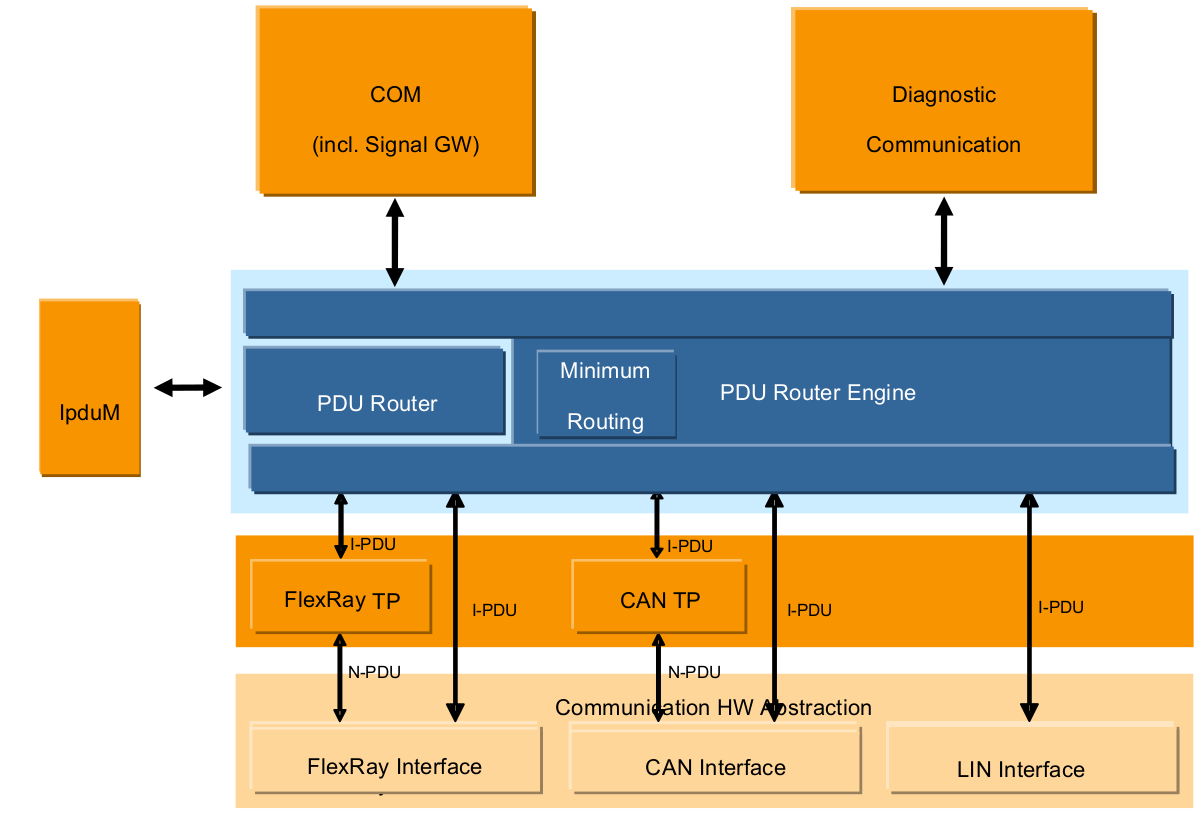 COM
(incl. Signal GW)
Diagnostic
Communication
IpduM
PDU Router
Minimum
Routing
PDU Router Engine
I-PDU
I-PDU
FlexRay TP
I-PDU
CAN TP
I-PDU
I-PDU
N-PDU
N-PDU
Communication HW Abstraction
FlexRay Interface
CAN Interface
LIN Interface